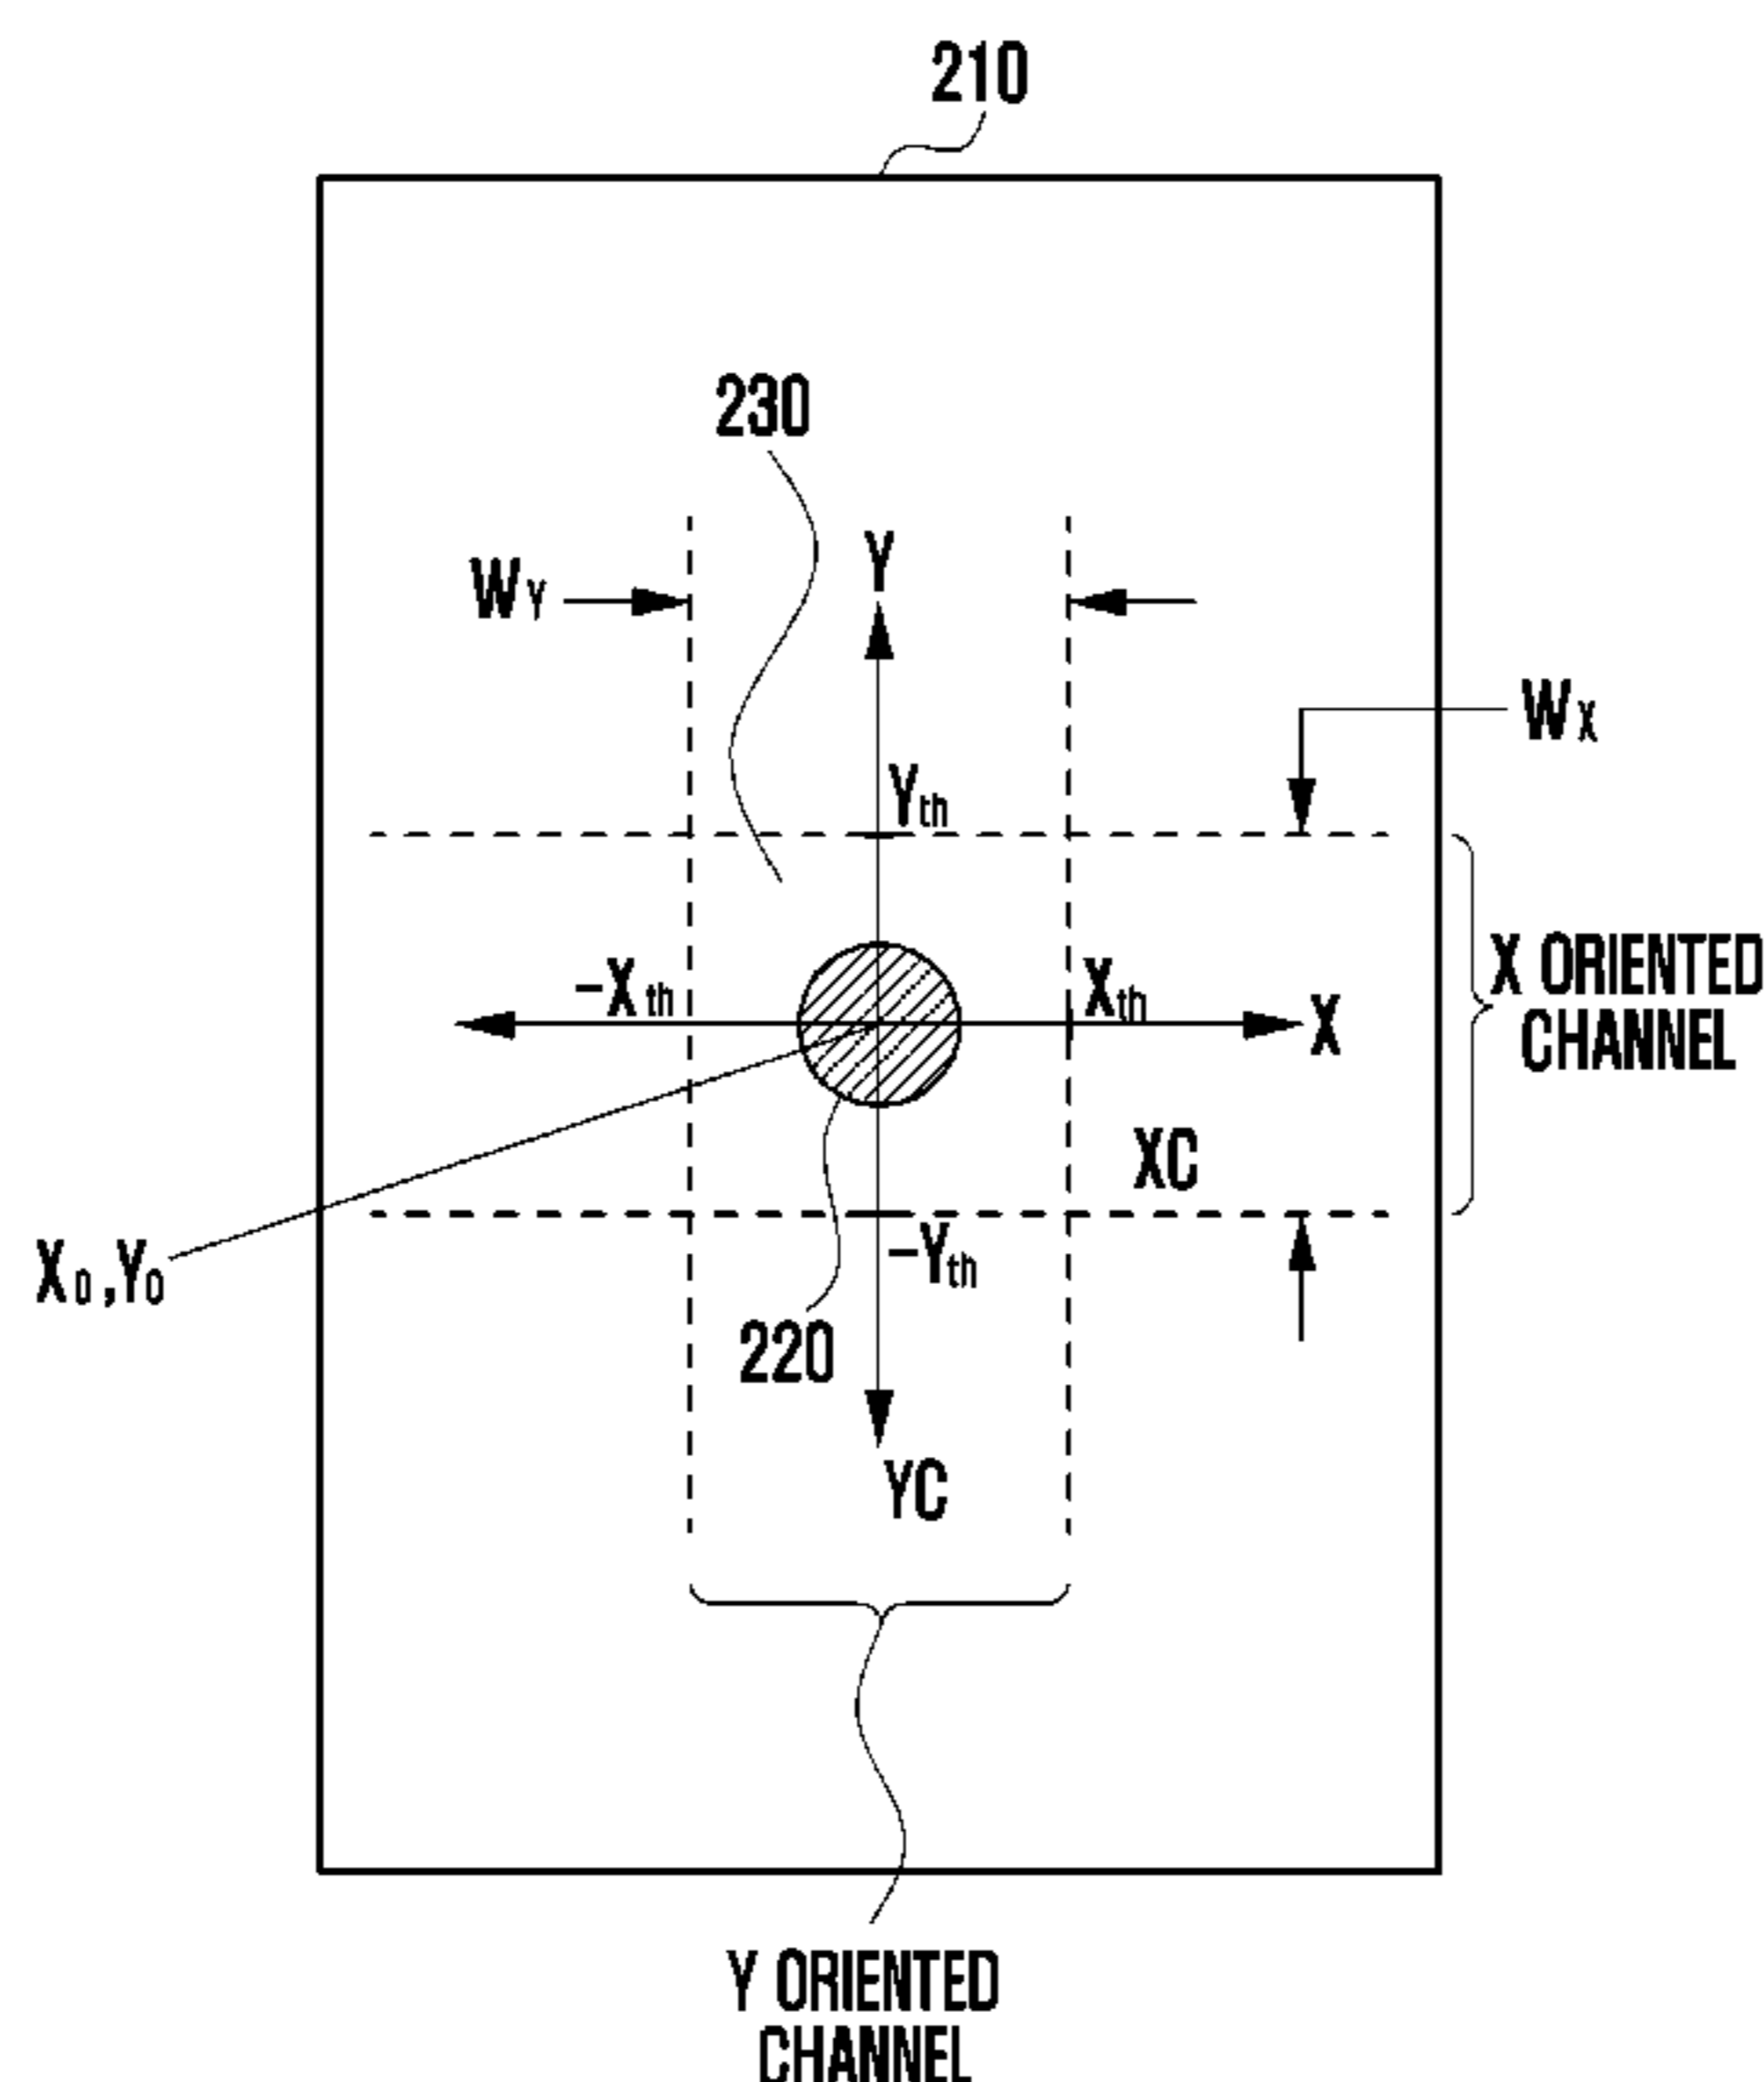 210
230
Y
WY
WX
Yth
-Xth
Xth
X
X ORIENTED
CHANNEL
XC
-Yth
X0,Y0
220
YC
Y ORIENTED
CHANNEL